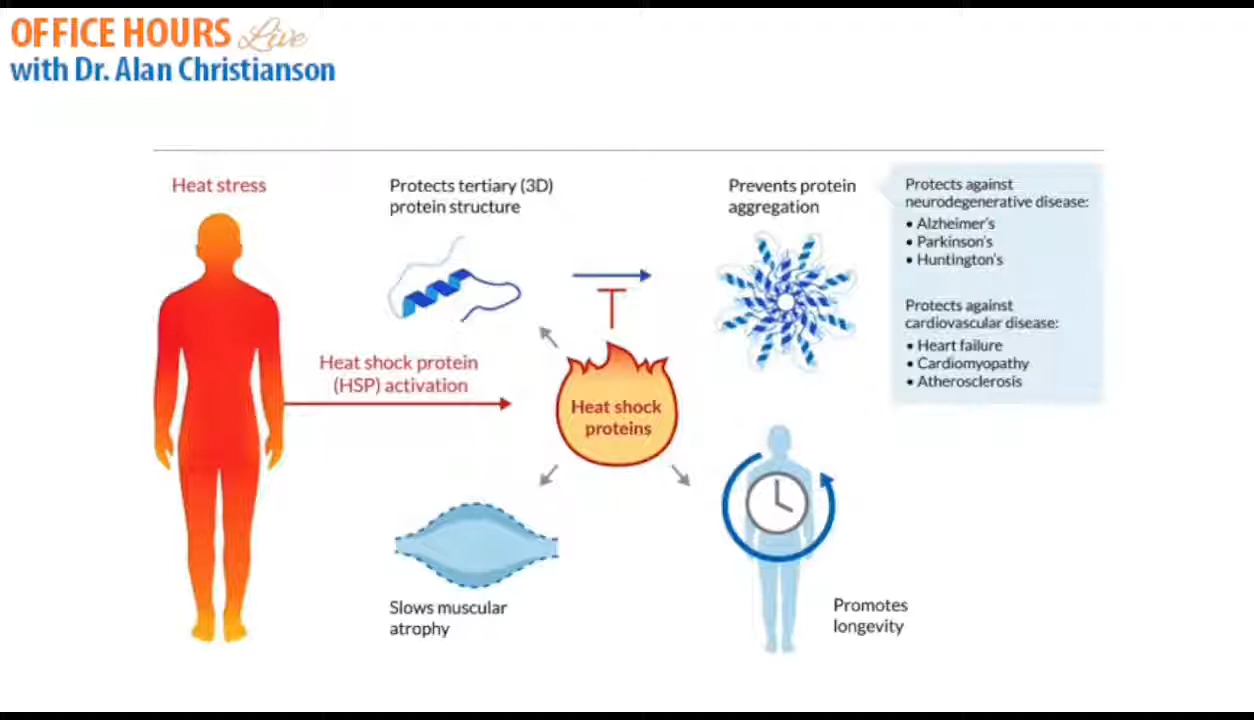 OFFICE HOURS Live
with Dr. Alan Christianson
Heat stress
Protects tertiary (3D)
protein structure
Prevents protein
aggregation
Protects against
neurodegenerative disease:
• Alzheimer's
• Parkinson's
• Huntington's
Protects against
cardiovascular disease:
• Heart failure
• Cardiomyopathy
• Atherosclerosis
Heat shock protein
(HSP) activation
Heat shock
proteins
Slows muscular
atrophy
Promotes
longevity